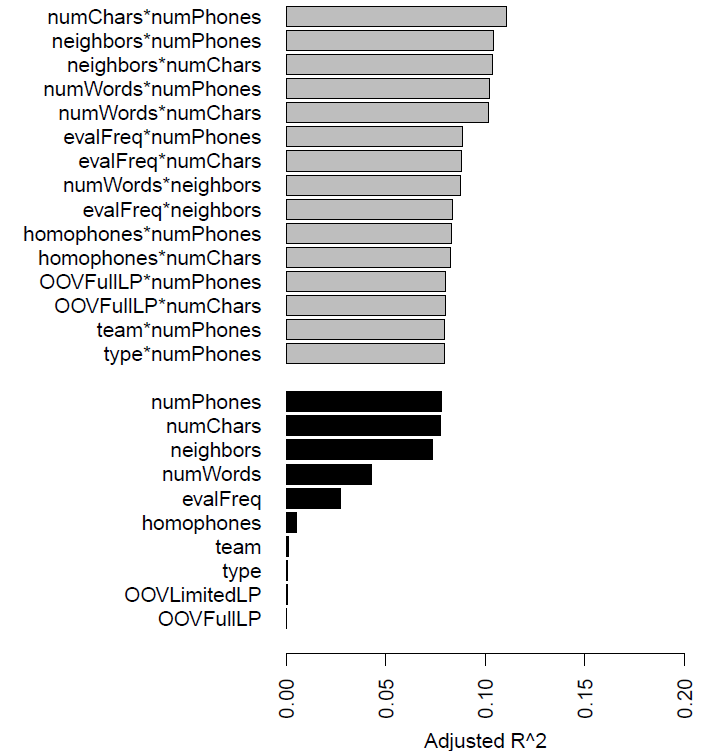 numChars*numPhones
neighbors*numPhones
neighbors*numChars
numWords*numPhones
numWords*numChars
evalFreq*numPhones
evalFreq*numChars
numWords*neighbors
evalFreq*neighbors
homophones*numPhones
homophones*numChars
OOVFullLP*numPhones
OOVFullLP*numChars
team*numPhones
type*numPhones
numPhones
numChars
neighbors
numWords
evalFreq
homophones
team
type
OOVLimitedLP
OOVFullLP
0.00 0.05 0.10 0.15 0.20
Adjusted R^2